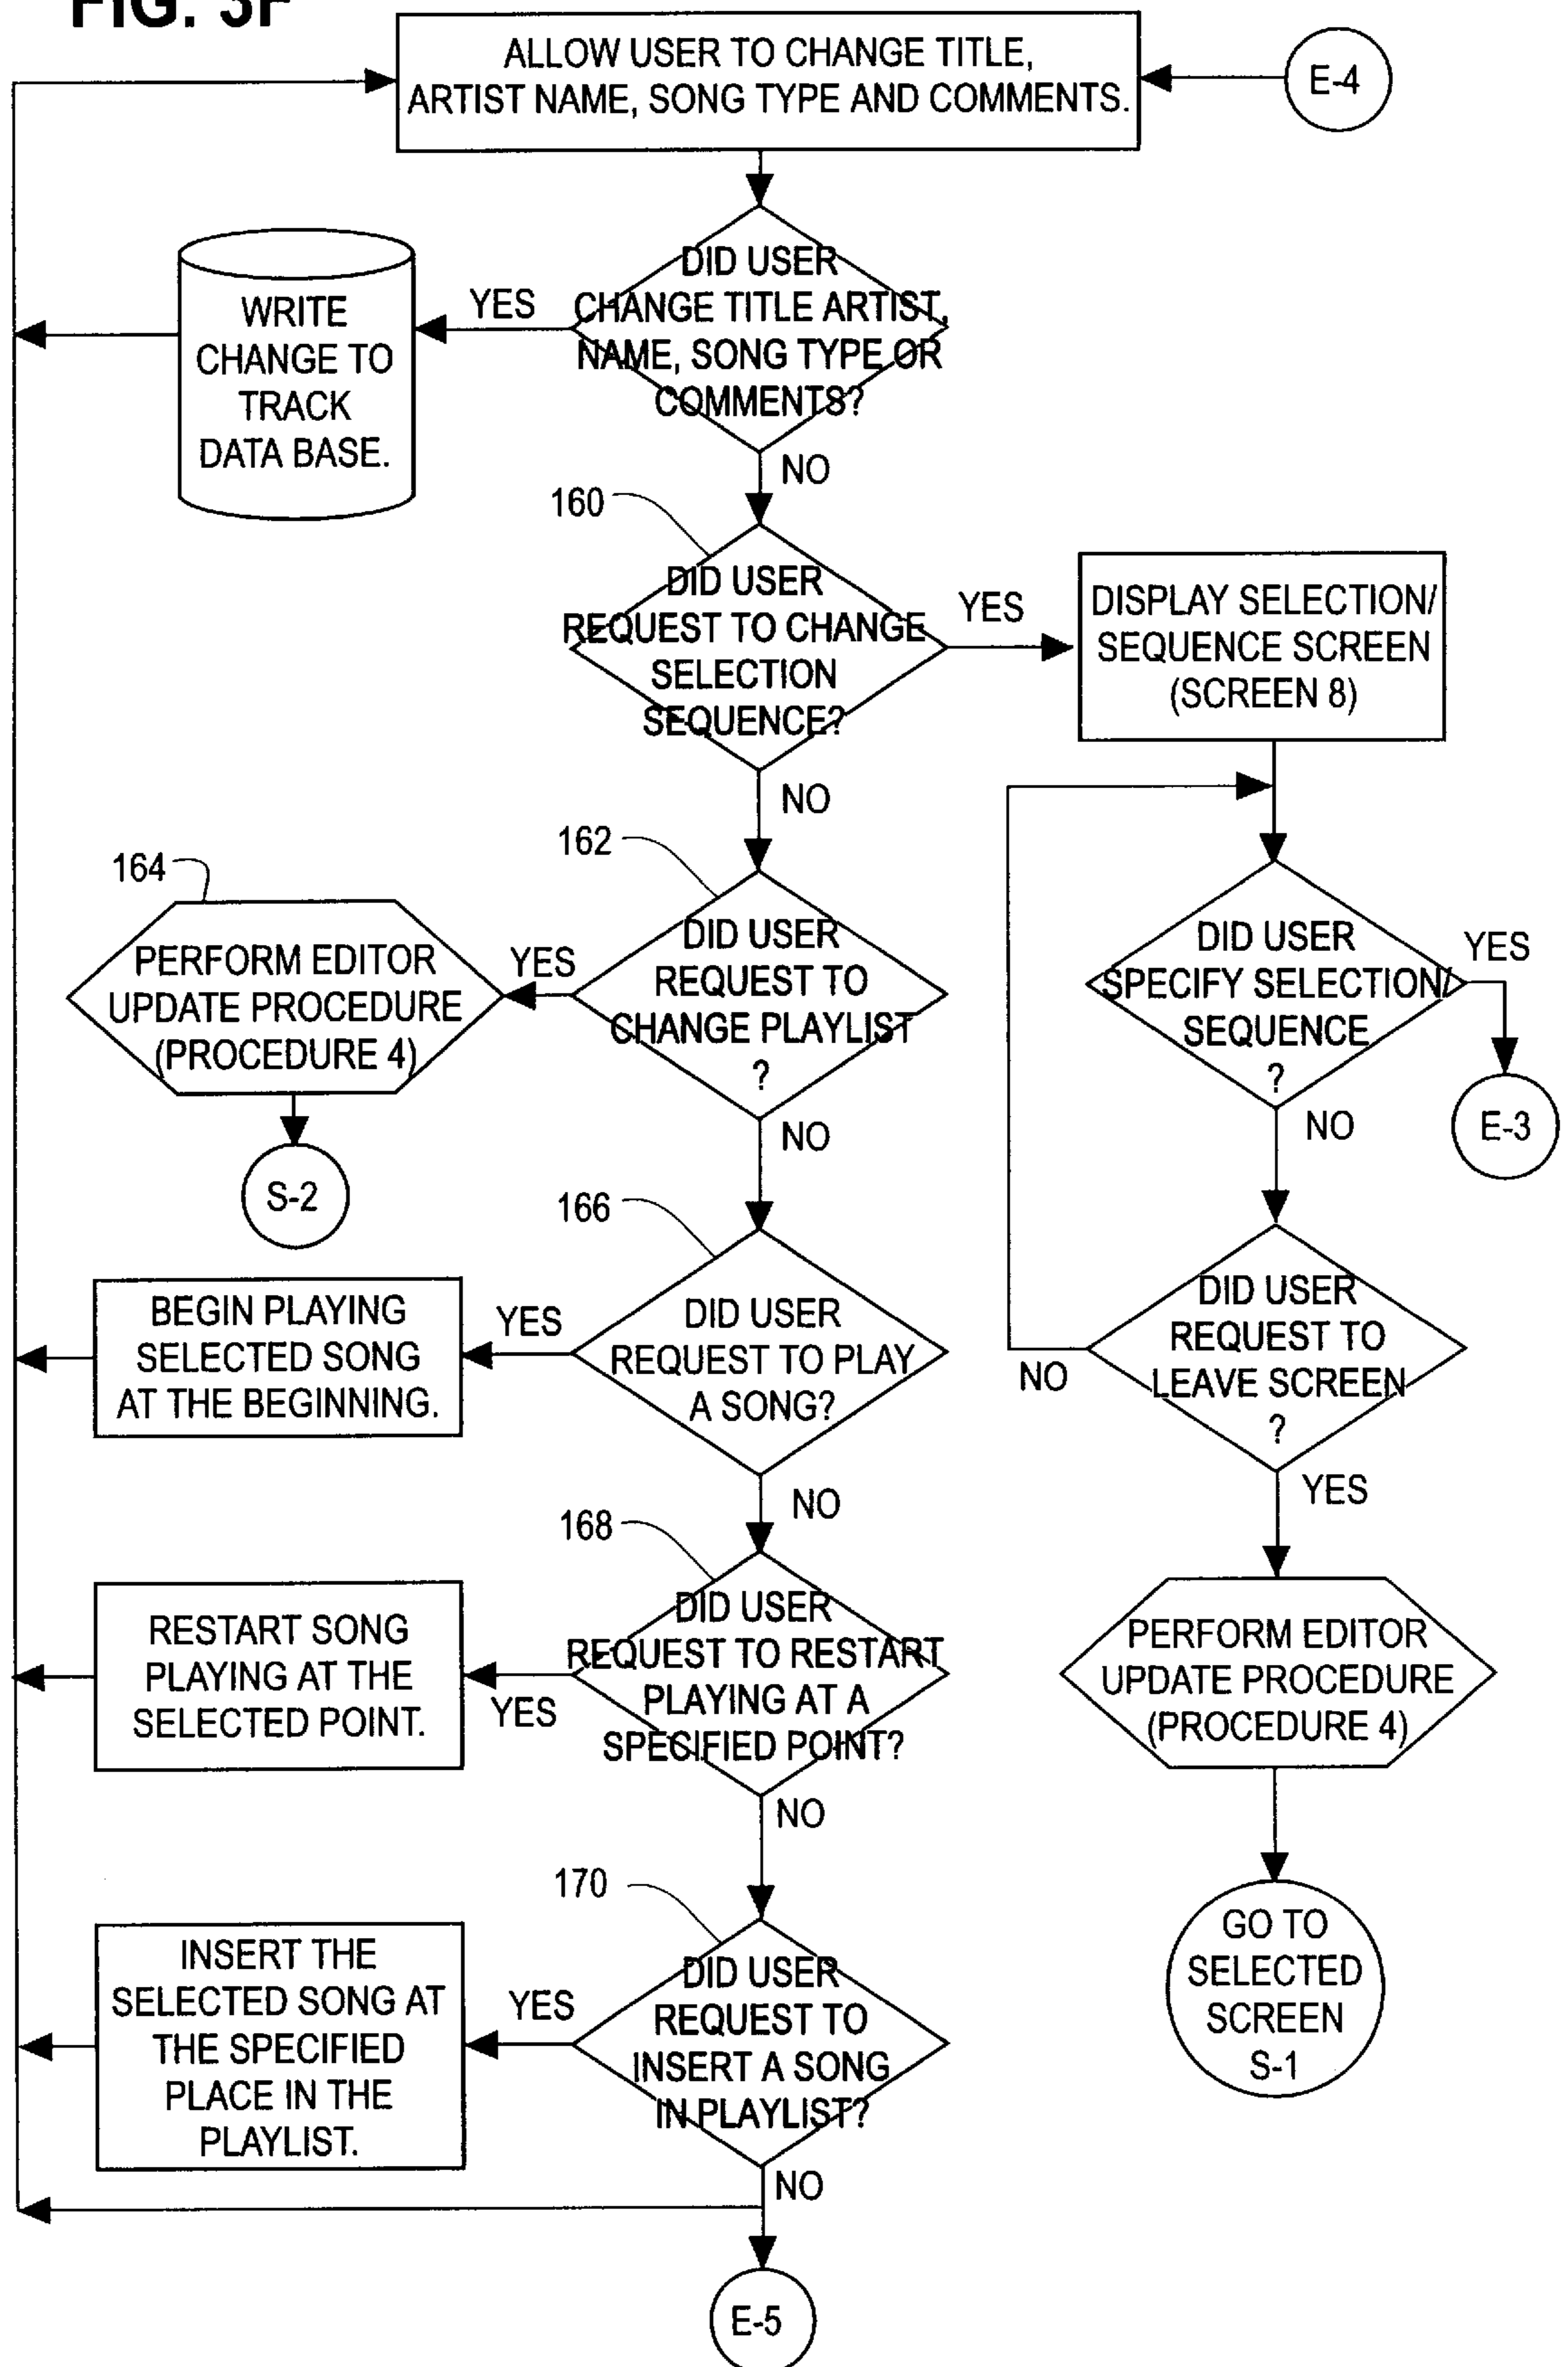 FIG. 3F
ALLOW USER TO CHANGE TITLE,
ARTIST NAME, SONG TYPE AND COMMENTS.
E-4
DID USER
CHANGE TITLE ARTIST,
NAME, SONG TYPE OR
COMMENTS?
YES
WRITE
CHANGE TO
TRACK
DATA BASE.
NO
160
DID USER
REQUEST TO CHANGE
SELECTION
SEQUENCE?
YES
DISPLAY SELECTION/
SEQUENCE SCREEN
(SCREEN 8)
NO
162
DID USER
REQUEST TO
CHANGE PLAYLIST
?
YES
164
PERFORM EDITOR
UPDATE PROCEDURE
(PROCEDURE 4)
S-2
NO
DID USER
SPECIFY SELECTION/
SEQUENCE
?
YES
E-3
NO
166
DID USER
REQUEST TO PLAY
A SONG?
YES
BEGIN PLAYING
SELECTED SONG
AT THE BEGINNING.
NO
DID USER
REQUEST TO
LEAVE SCREEN
?
NO
YES
168
DID USER
REQUEST TO RESTART
PLAYING AT A
SPECIFIED POINT?
YES
RESTART SONG
PLAYING AT THE
SELECTED POINT.
NO
PERFORM EDITOR
UPDATE PROCEDURE
(PROCEDURE 4)
170
DID USER
REQUEST TO
INSERT A SONG
IN PLAYLIST?
YES
INSERT THE
SELECTED SONG AT
THE SPECIFIED
PLACE IN THE
PLAYLIST.
NO
GO TO
SELECTED
SCREEN
S-1
E-5